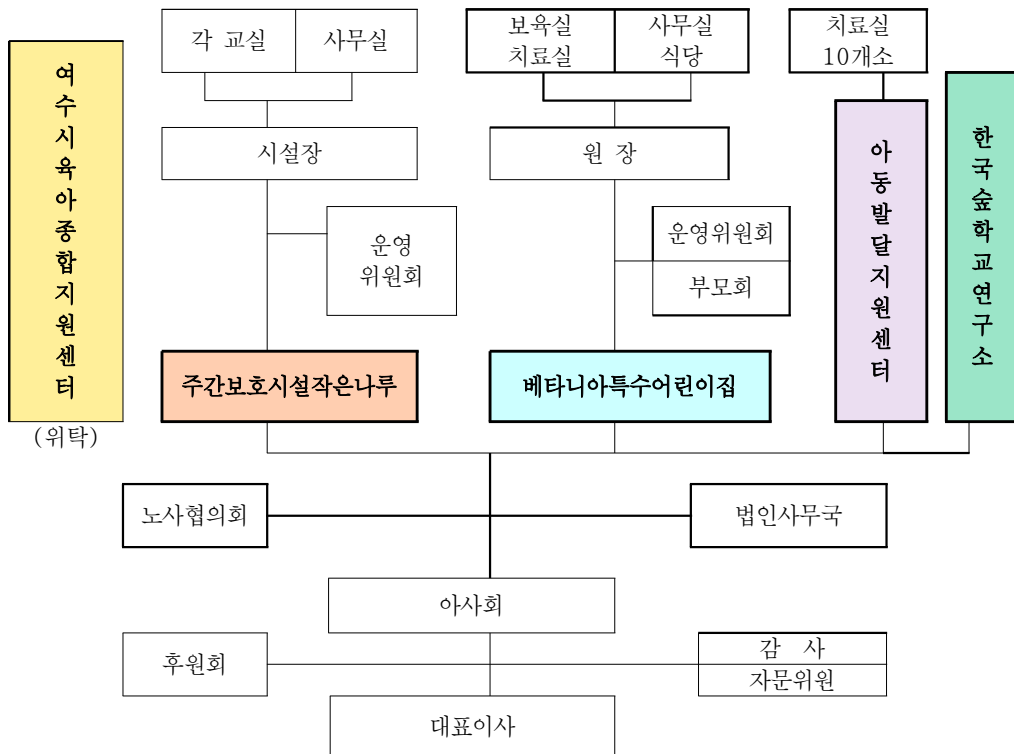 각 교실
사무실
보육실
치료실
사무실
식당
치료실
10개소
여수시육아종합지원센터
(위탁)
시설장
원 장
아동발달지원센터
한국숲학교연구소
운영
위원회
운영위원회
부모회
주간보호시설작은나루
베타니아특수어린이집
노사협의회
법인사무국
아사회
후원회
감 사
자문위원
대표이사